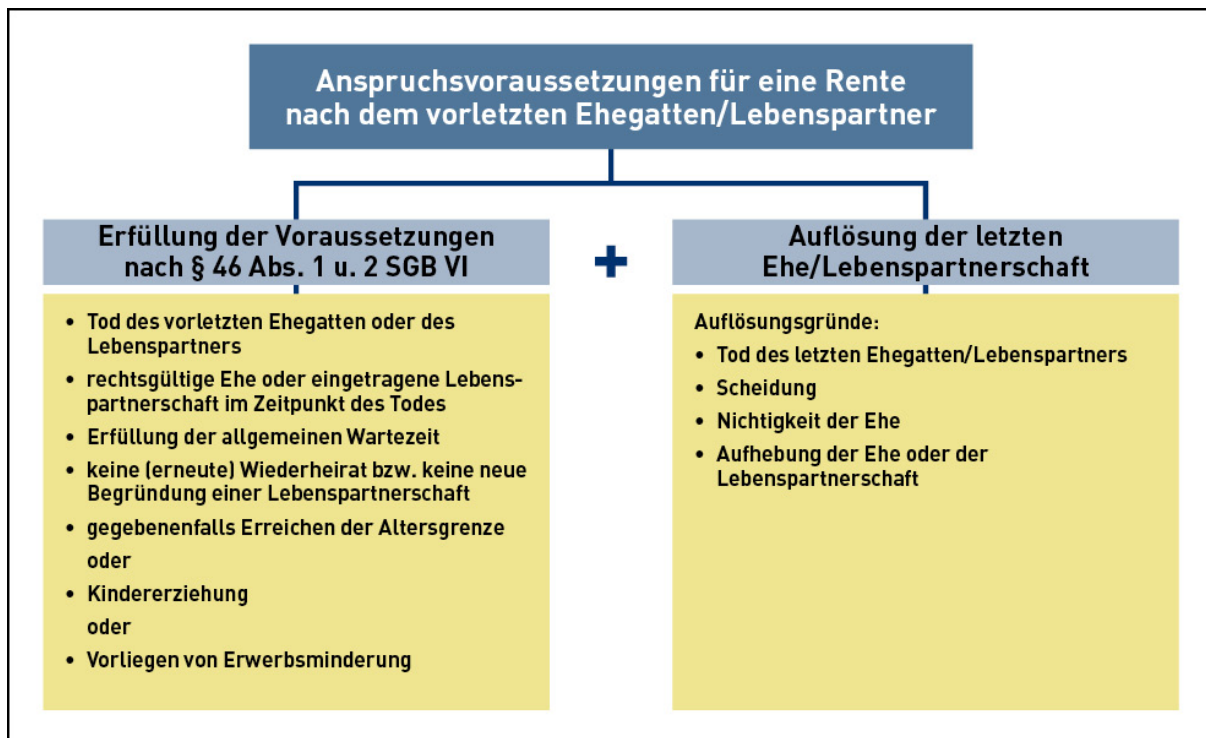 Anspruchsvoraussetzungen für eine Rente
nach dem vorletzten Ehegatten/Lebenspartner
Erfüllung der Voraussetzungen
nach § 46 Abs. 1 u. 2 SGB VI
• Tod des vorletzten Ehegatten oder des
Lebenspartners
• rechtsgültige Ehe oder eingetragene Lebens-
partnerschaft im Zeitpunkt des Todes
• Erfüllung der allgemeinen Wartezeit
• keine (erneute) Wiederheirat bzw. keine neue
Begründung einer Lebenspartnerschaft
• gegebenenfalls Erreichen der Altersgrenze
oder
• Kindererziehung
oder
• Vorliegen von Erwerbsminderung
+
Auflösung der letzten
Ehe/Lebenspartnerschaft
Auflösungsgründe:
• Tod des letzten Ehegatten/Lebenspartners
• Scheidung
• Nichtigkeit der Ehe
• Aufhebung der Ehe oder der
Lebenspartnerschaft